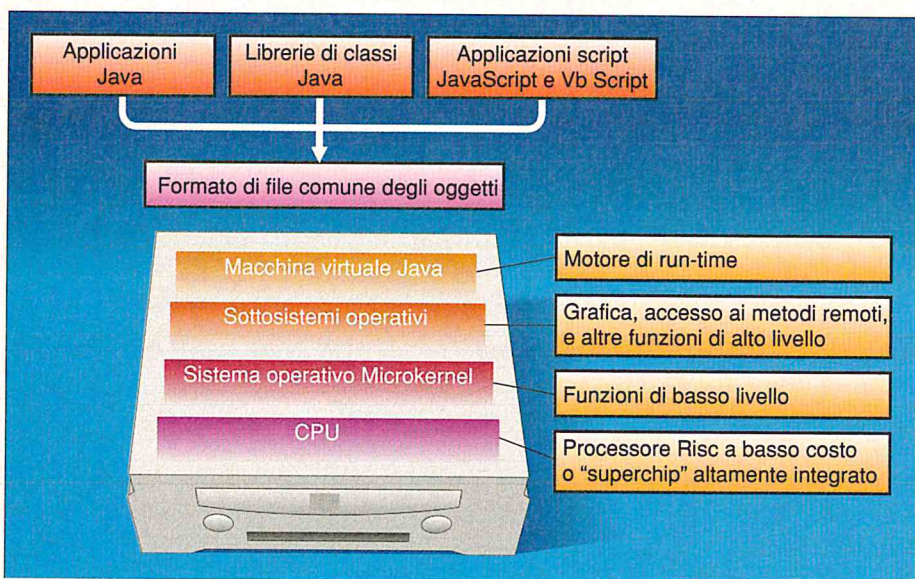 Applicazioni
Java
Librerie di classi
Java
Applicazioni script
JavaScript e Vb Script
Formato di file comune degli oggetti
Macchina virtuale Java
Motore di run-time
Sottosistemi operativi
Grafica, accesso ai metodi remoti,
e altre funzioni di alto livello
Sistema operativo Microkernel
Funzioni di basso livello
CPU
Processore Risc a basso costo
o "superchip" altamente integrato